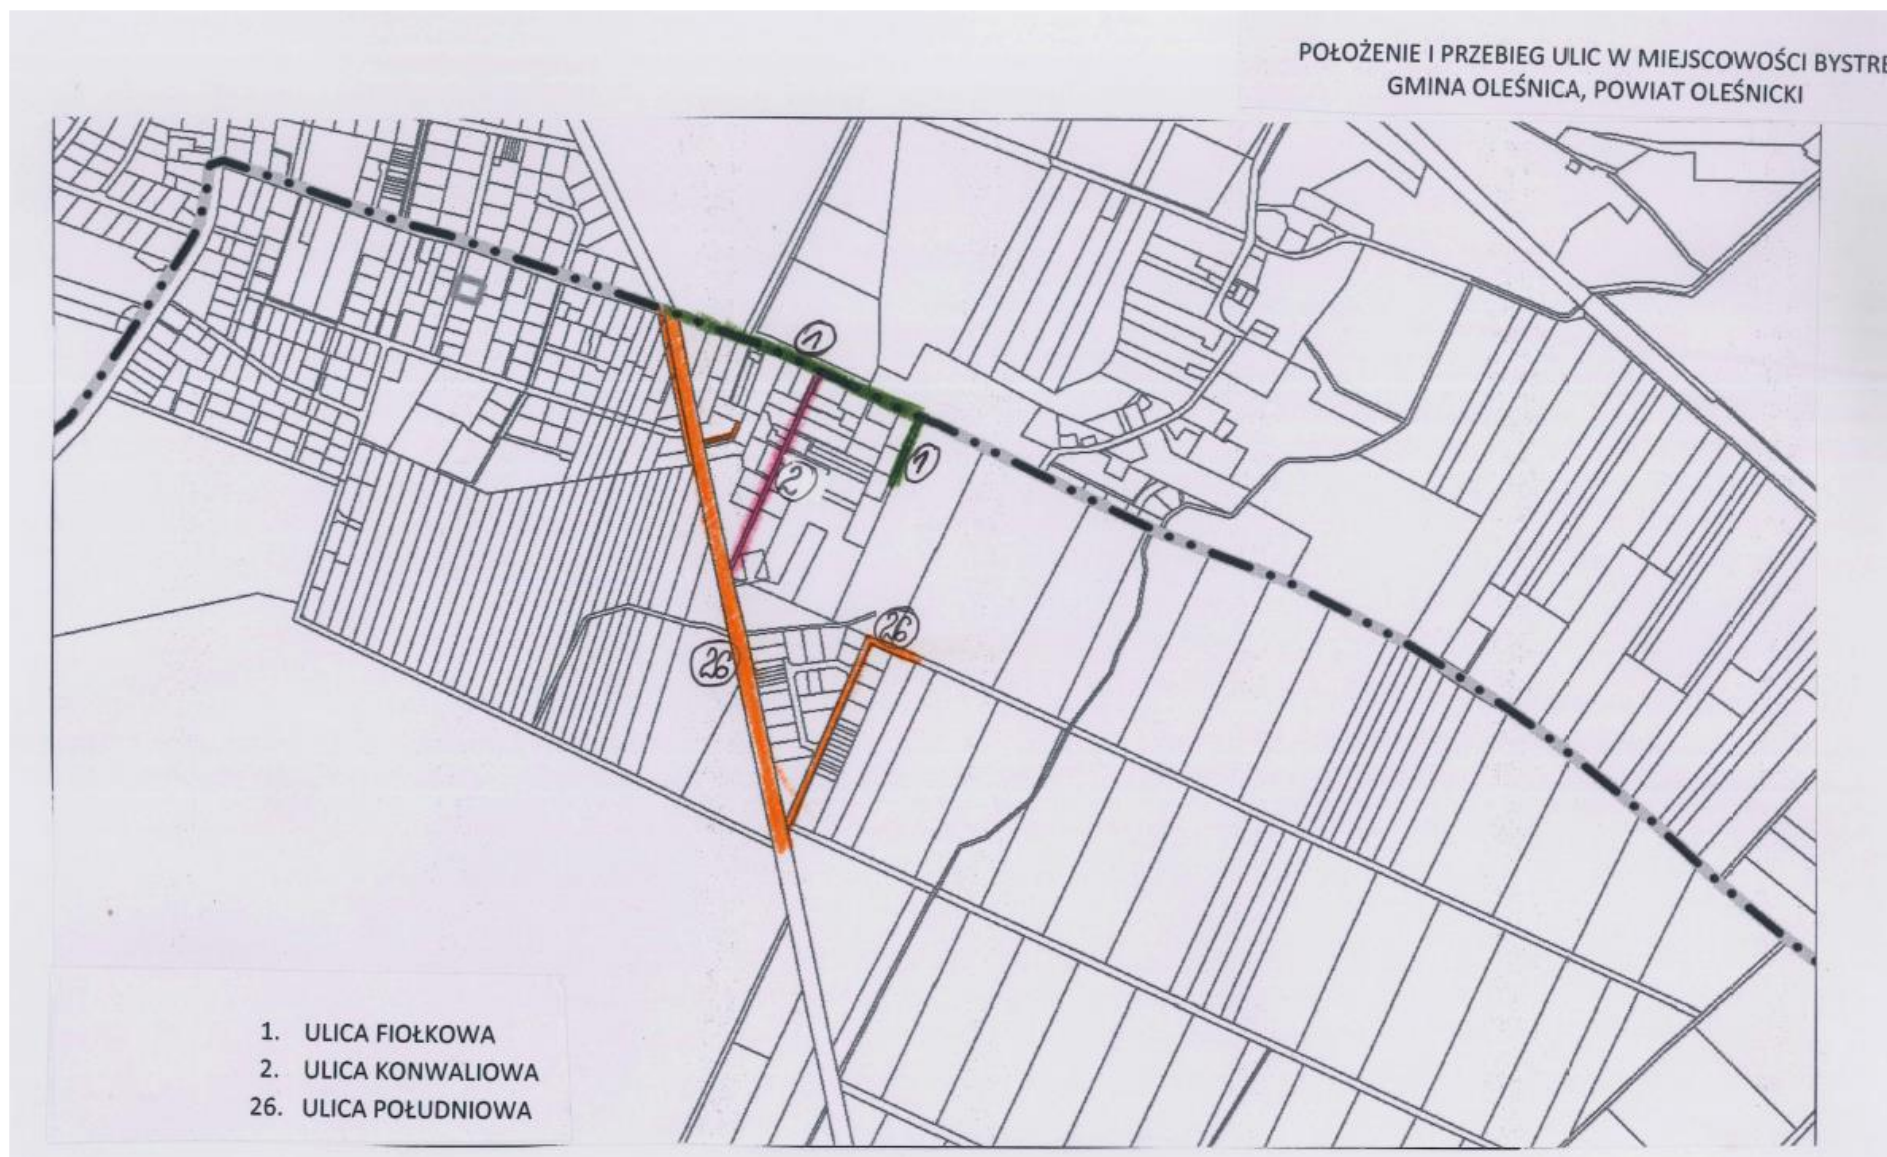 POŁOŻENIE I PRZEBIEG ULIC W MIEJSCOWOŚCI BYSTRE
GMINA OLEŚNICA, POWIAT OLEŚNICKI
1
1
2
26
26
1. ULICA FIOŁKOWA
2. ULICA KONWALIOWA
26. ULICA POŁUDNIOWA